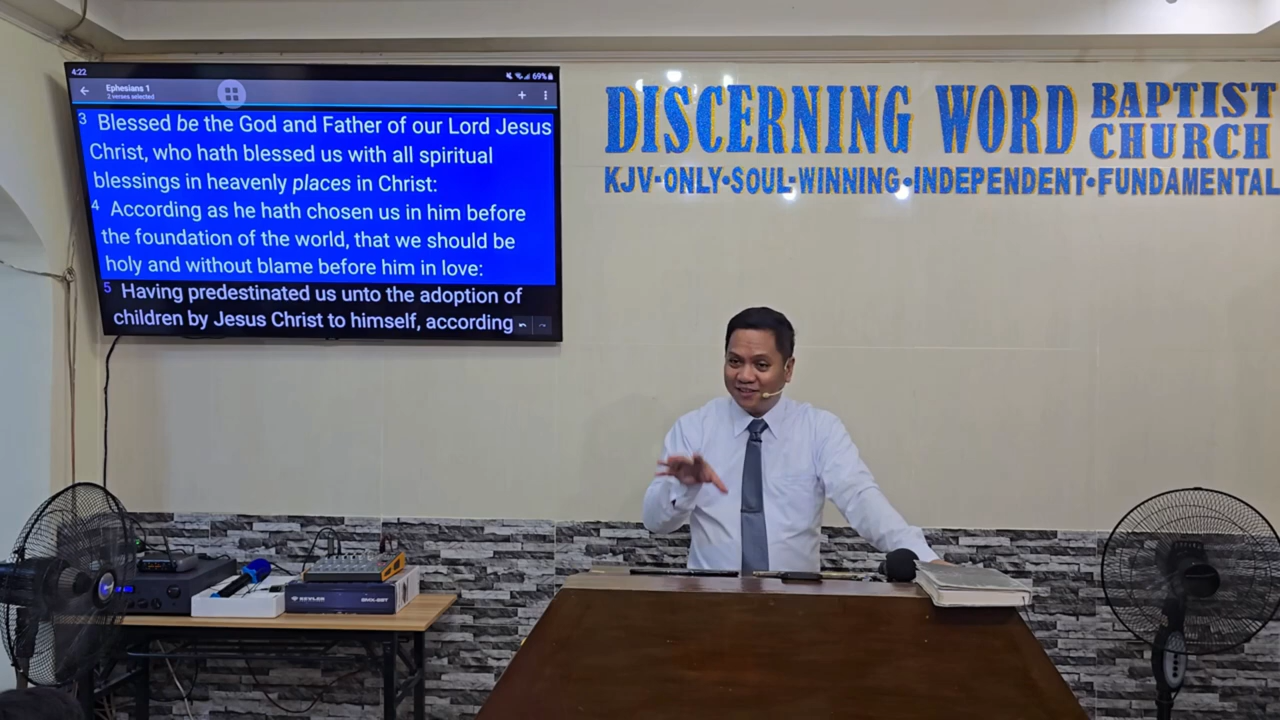 4:22
69%
Ephesians 1
2 verses selected
3 Blessed be the God and Father of our Lord Jesus
Christ, who hath blessed us with all spiritual
blessings in heavenly places in Christ:
4 According as he hath chosen us in him before
the foundation of the world, that we should be
holy and without blame before him in love:
5 Having predestinated us unto the adoption of
children by Jesus Christ to himself, according
DISCERNING WORD BAPTIST
CHURCH
KJV-ONLY•SOUL-WINNING•INDEPENDENT•FUNDAMENTAL